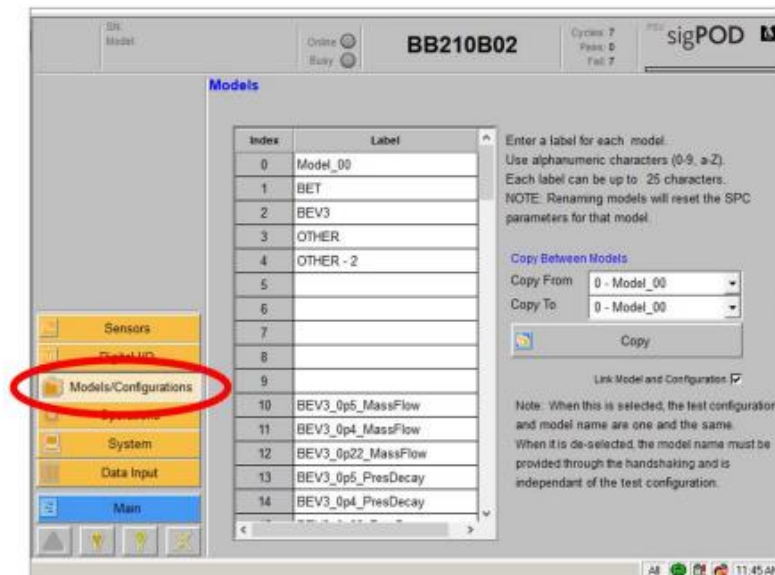 SN:
Model:
Online
Busy
BB210B02
Cycles: 7
Pass: 0
Fail: 7
sigPOD
Models
Index Label
0 Model_00
1 BET
2 BEV3
3 OTHER
4 OTHER - 2
5
6
7
8
9
10 BEV3_0p5_MassFlow
11 BEV3_0p4_MassFlow
12 BEV3_0p22_MassFlow
13 BEV3_0p5_PresDecay
14 BEV3_0p4_PresDecay
Enter a label for each model.
Use alphanumeric characters (0-9, a-Z).
Each label can be up to 25 characters.
NOTE: Renaming models will reset the SPC
parameters for that model.
Copy Between Models
Copy From 0 - Model_00
Copy To 0 - Model_00
Copy
Link Model and Configuration
Note: When this is selected, the test configuration
and model name are one and the same.
When it is de-selected, the model name must be
provided through the handshaking and is
independant of the test configuration.
Sensors
Digital I/O
Models/Configurations
Operations
System
Data Input
Main
All
11:45 AM